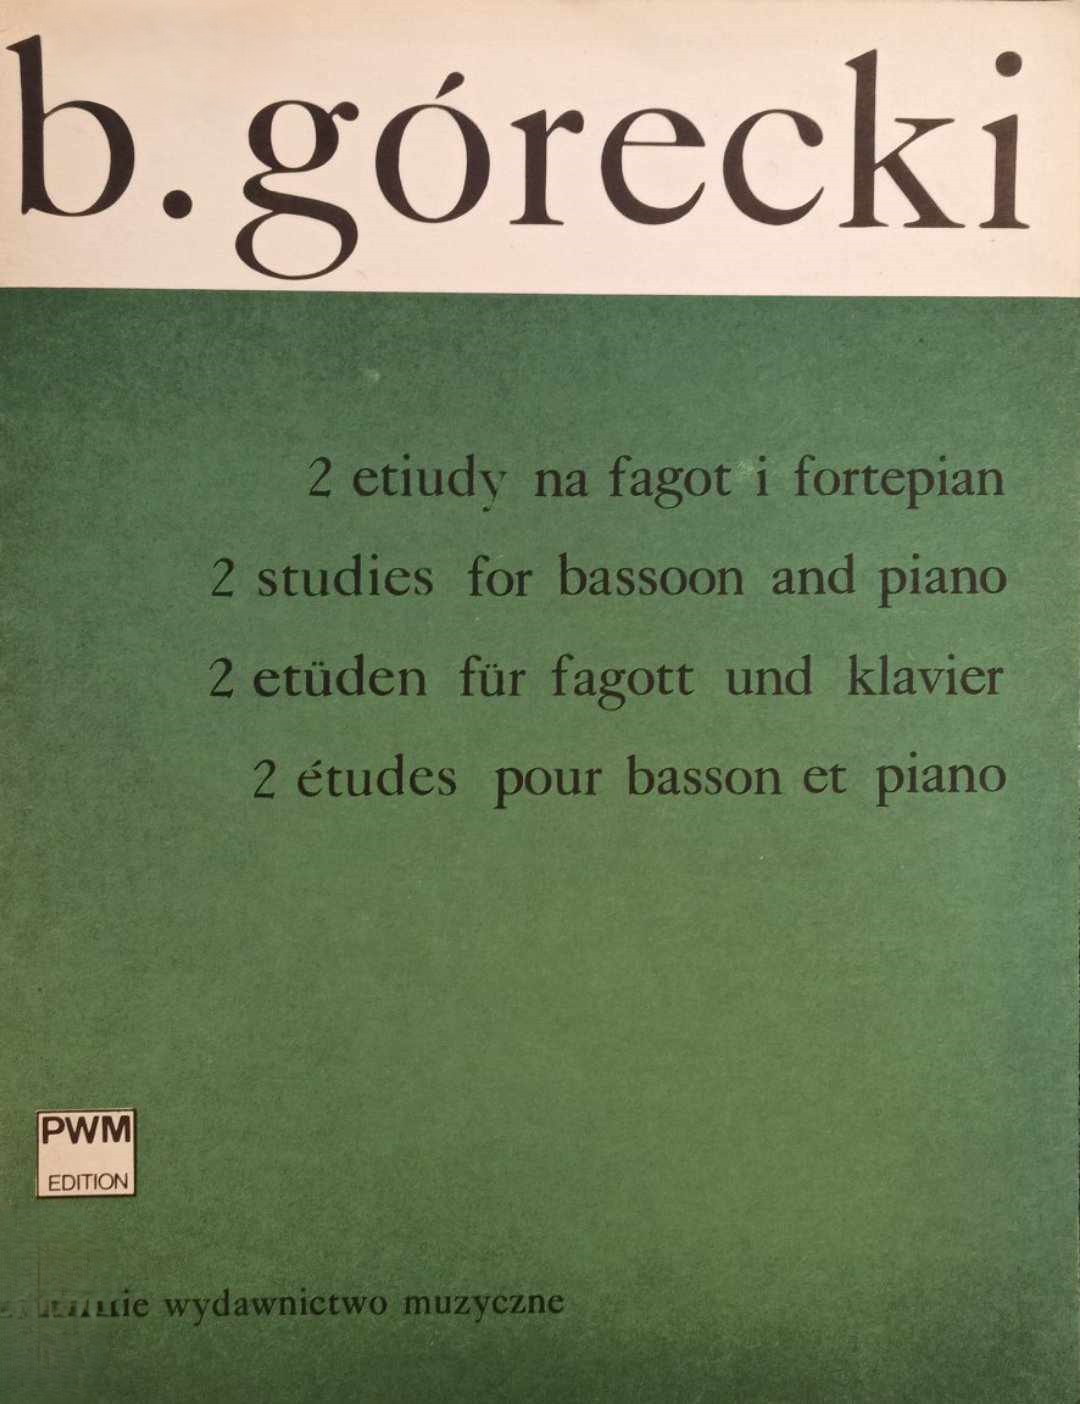 b. górecki
2 etiudy na fagot i fortepian
2 studies for bassoon and piano
2 etüden für fagott und klavier
2 études pour basson et piano
PWM
EDITION
wydawnictwo muzyczne